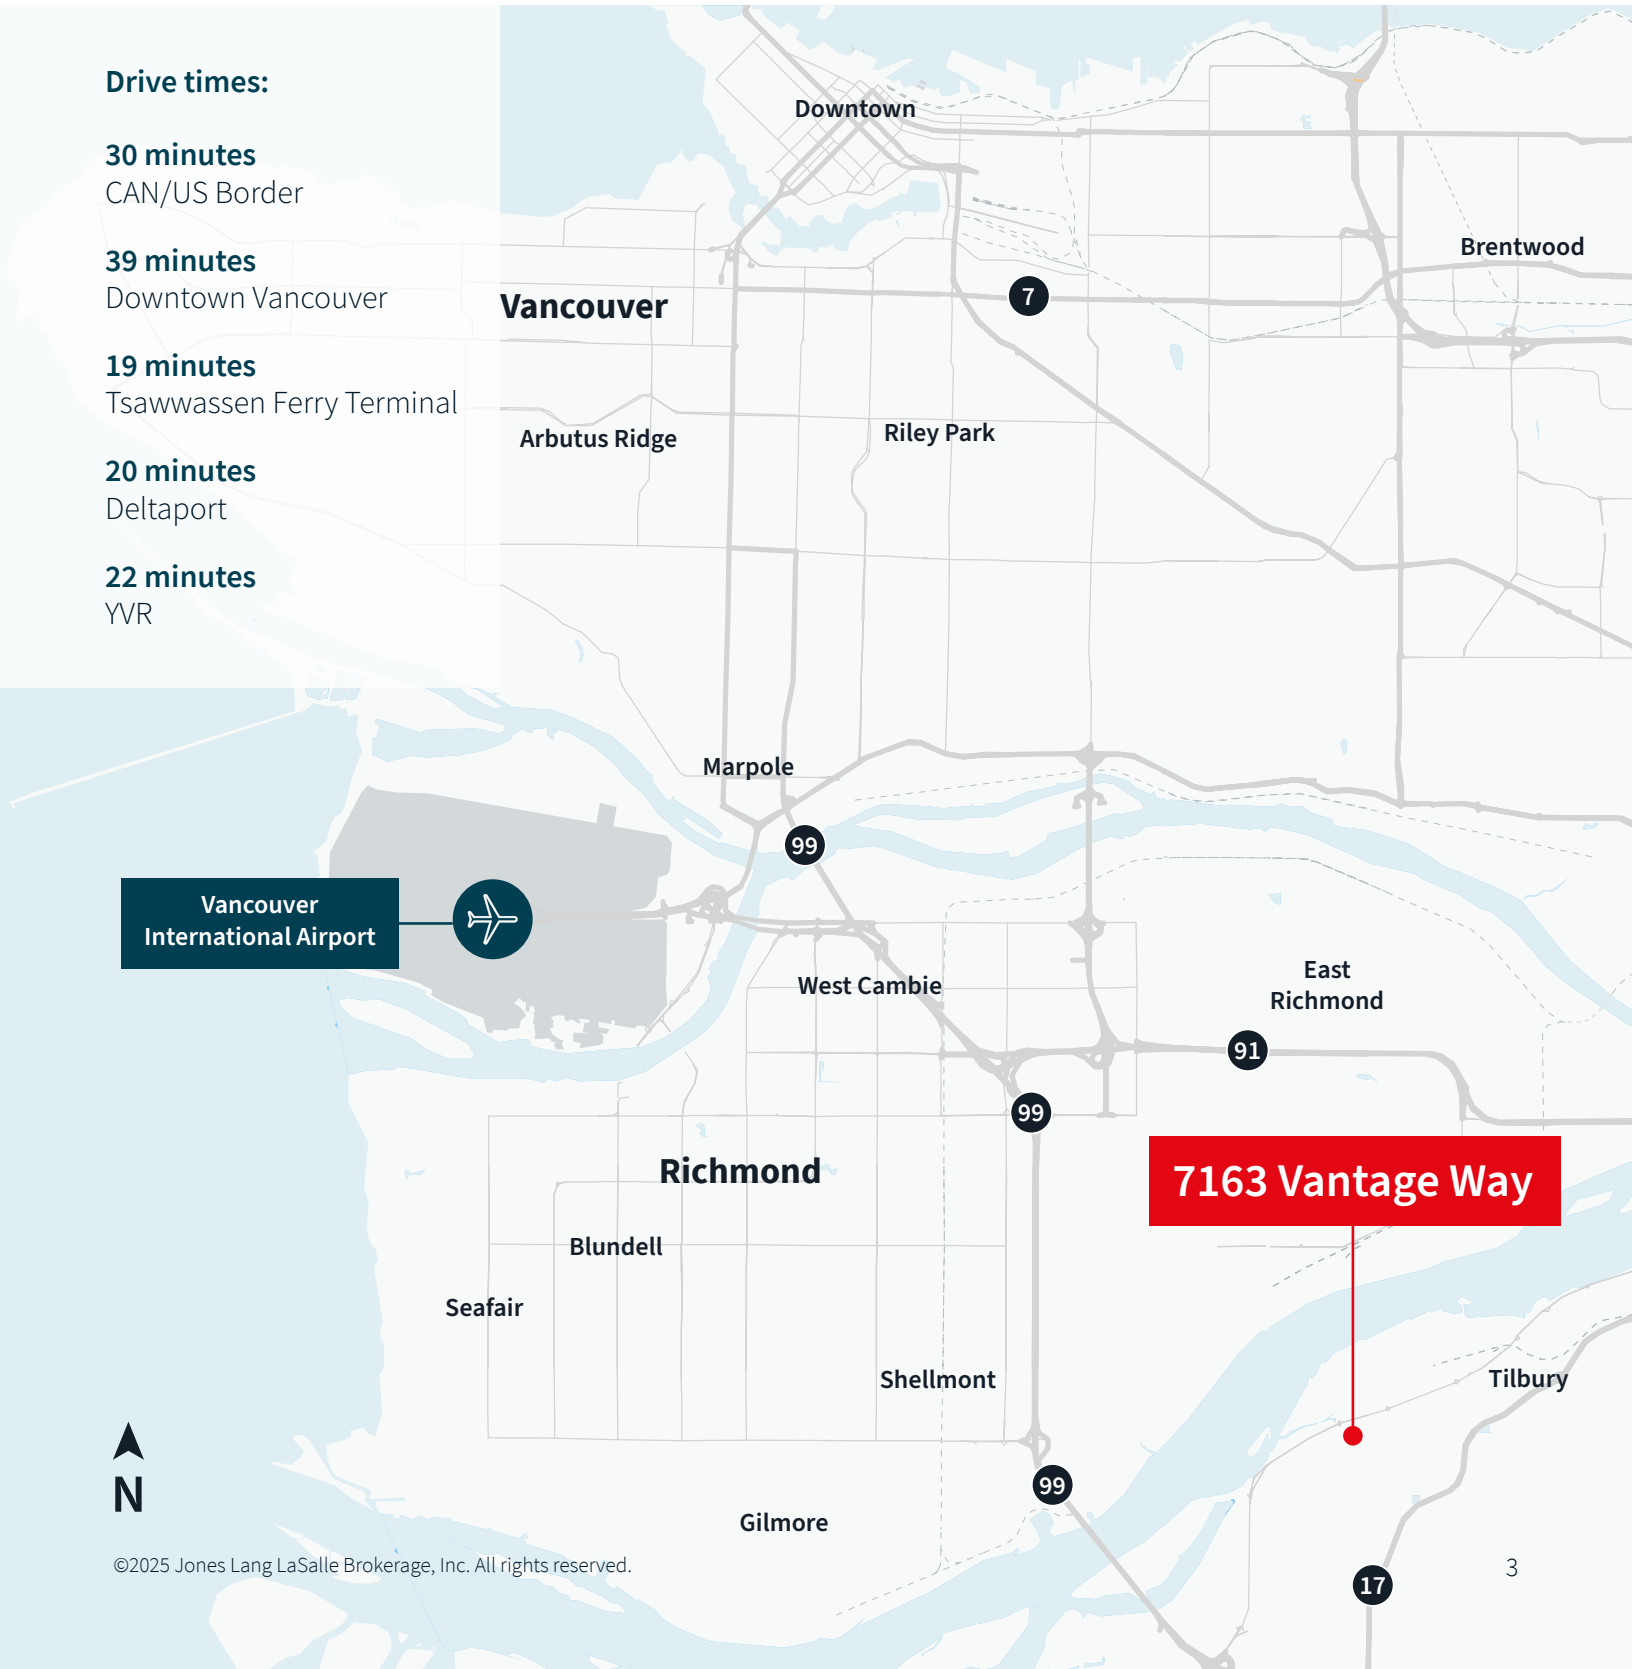 Drive times:
30 minutes
CAN/US Border
39 minutes
Downtown Vancouver
19 minutes
Tsawwassen Ferry Terminal
20 minutes
Deltaport
22 minutes
YVR
Downtown
Brentwood
7
Vancouver
Arbutus Ridge
Riley Park
Marpole
99
Vancouver
International Airport
West Cambie
East
Richmond
91
99
Richmond
7163 Vantage Way
Blundell
Seafair
Shellmont
Tilbury
99
N
Gilmore
17
©2025 Jones Lang LaSalle Brokerage, Inc. All rights reserved.
3